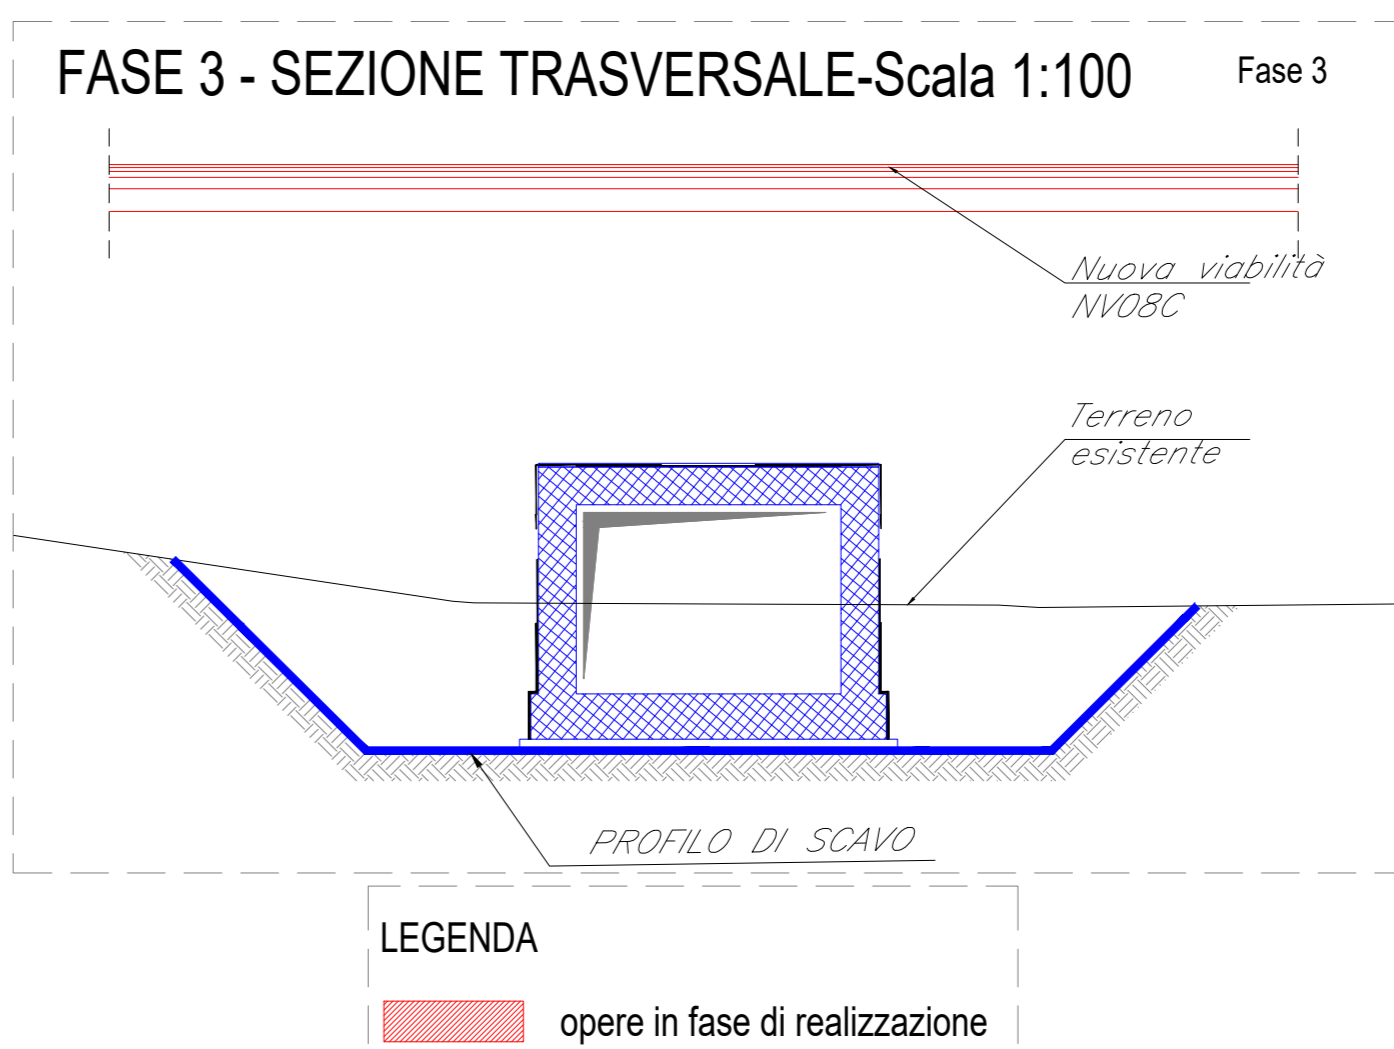 FASE 3 - SEZIONE TRASVERSALE-Scala 1:100
Fase 3
Nuova viabilità
NV08C
Terreno
esistente
PROFILO DI SCAVO
LEGENDA
opere in fase di realizzazione